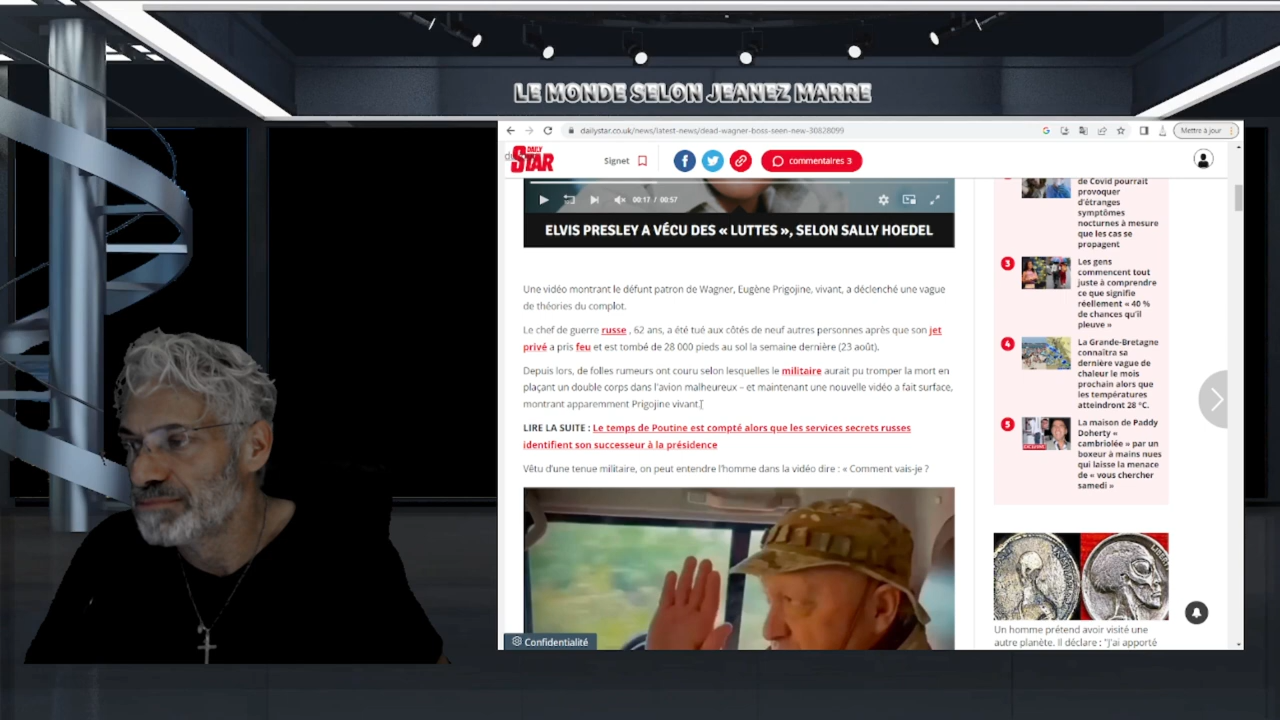 LE MONDE SELON JEANEZ MARRE
dailystar.co.uk/news/latest-news/dead-wagner-boss-seen-new-30828099
Mettre à jour
DAILY
STAR
Signet
commentaires 3
00:17 / 00:57
ELVIS PRESLEY A VÉCU DES « LUTTES », SELON SALLY HOEDEL
Une vidéo montrant le défunt patron de Wagner, Eugène Prigojine, vivant, a déclenché une vague
de théories du complot.
Le chef de guerre russe , 62 ans, a été tué aux côtés de neuf autres personnes après que son jet
privé a pris feu et est tombé de 28 000 pieds au sol la semaine dernière (23 août).
Depuis lors, de folles rumeurs ont couru selon lesquelles le militaire aurait pu tromper la mort en
plaçant un double corps dans l'avion malheureux – et maintenant une nouvelle vidéo a fait surface,
montrant apparemment Prigojine vivant.
LIRE LA SUITE : Le temps de Poutine est compté alors que les services secrets russes
identifient son successeur à la présidence
Vêtu d'une tenue militaire, on peut entendre l'homme dans la vidéo dire : « Comment vais-je ?
Confidentialité
de Covid pourrait
provoquer
d'étranges
symptômes
nocturnes à mesure
que les cas se
propagent
3
Les gens
commencent tout
juste à comprendre
ce que signifie
réellement « 40 %
de chances qu'il
pleuve »
4
La Grande-Bretagne
connaîtra sa
dernière vague de
chaleur le mois
prochain alors que
les températures
atteindront 28 °C.
5
La maison de Paddy
Doherty «
cambriolée » par un
boxeur à mains nues
qui laisse la menace
de « vous chercher
samedi »
Un homme prétend avoir visité une
autre planète. Il déclare : "J'ai apporté